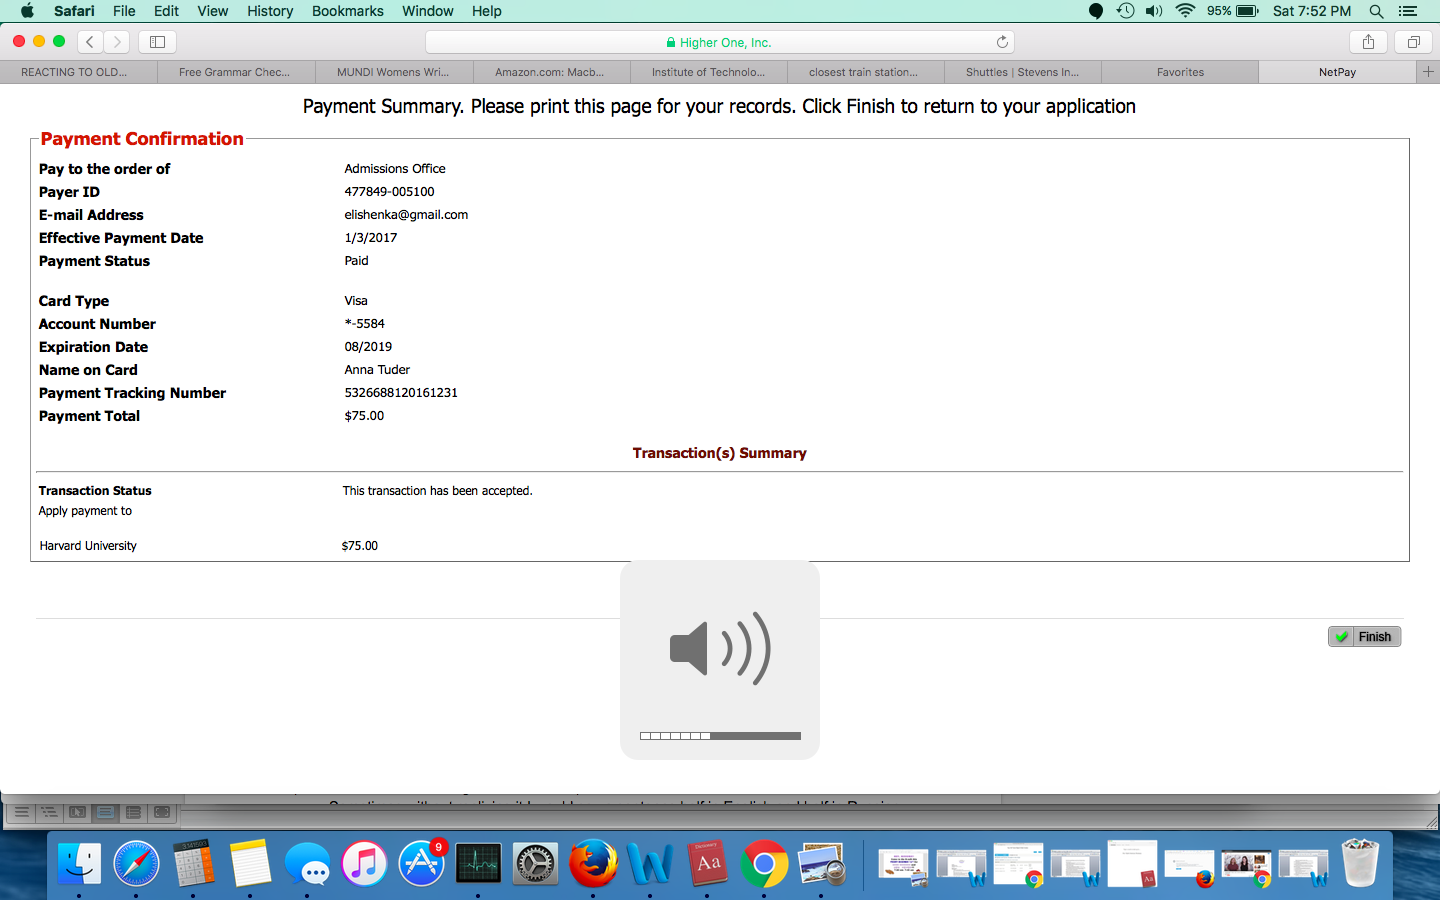 Safari File Edit View History Bookmarks Window Help 95% Sat 7:52 PM
Higher One, Inc.
REACTING TO OLD... Free Grammar Chec... MUNDI Womens Wri... Amazon.com: Macb... Institute of Technolo... closest train station... Shuttles | Stevens In... Favorites NetPay
Payment Summary. Please print this page for your records. Click Finish to return to your application
Payment Confirmation
Pay to the order of Admissions Office
Payer ID 477849-005100
E-mail Address elishenka@gmail.com
Effective Payment Date 1/3/2017
Payment Status Paid
Card Type Visa
Account Number *-5584
Expiration Date 08/2019
Name on Card Anna Tuder
Payment Tracking Number 5326688120161231
Payment Total $75.00
Transaction(s) Summary
Transaction Status This transaction has been accepted.
Apply payment to
Harvard University $75.00
Finish
9
Dictionary
Aa